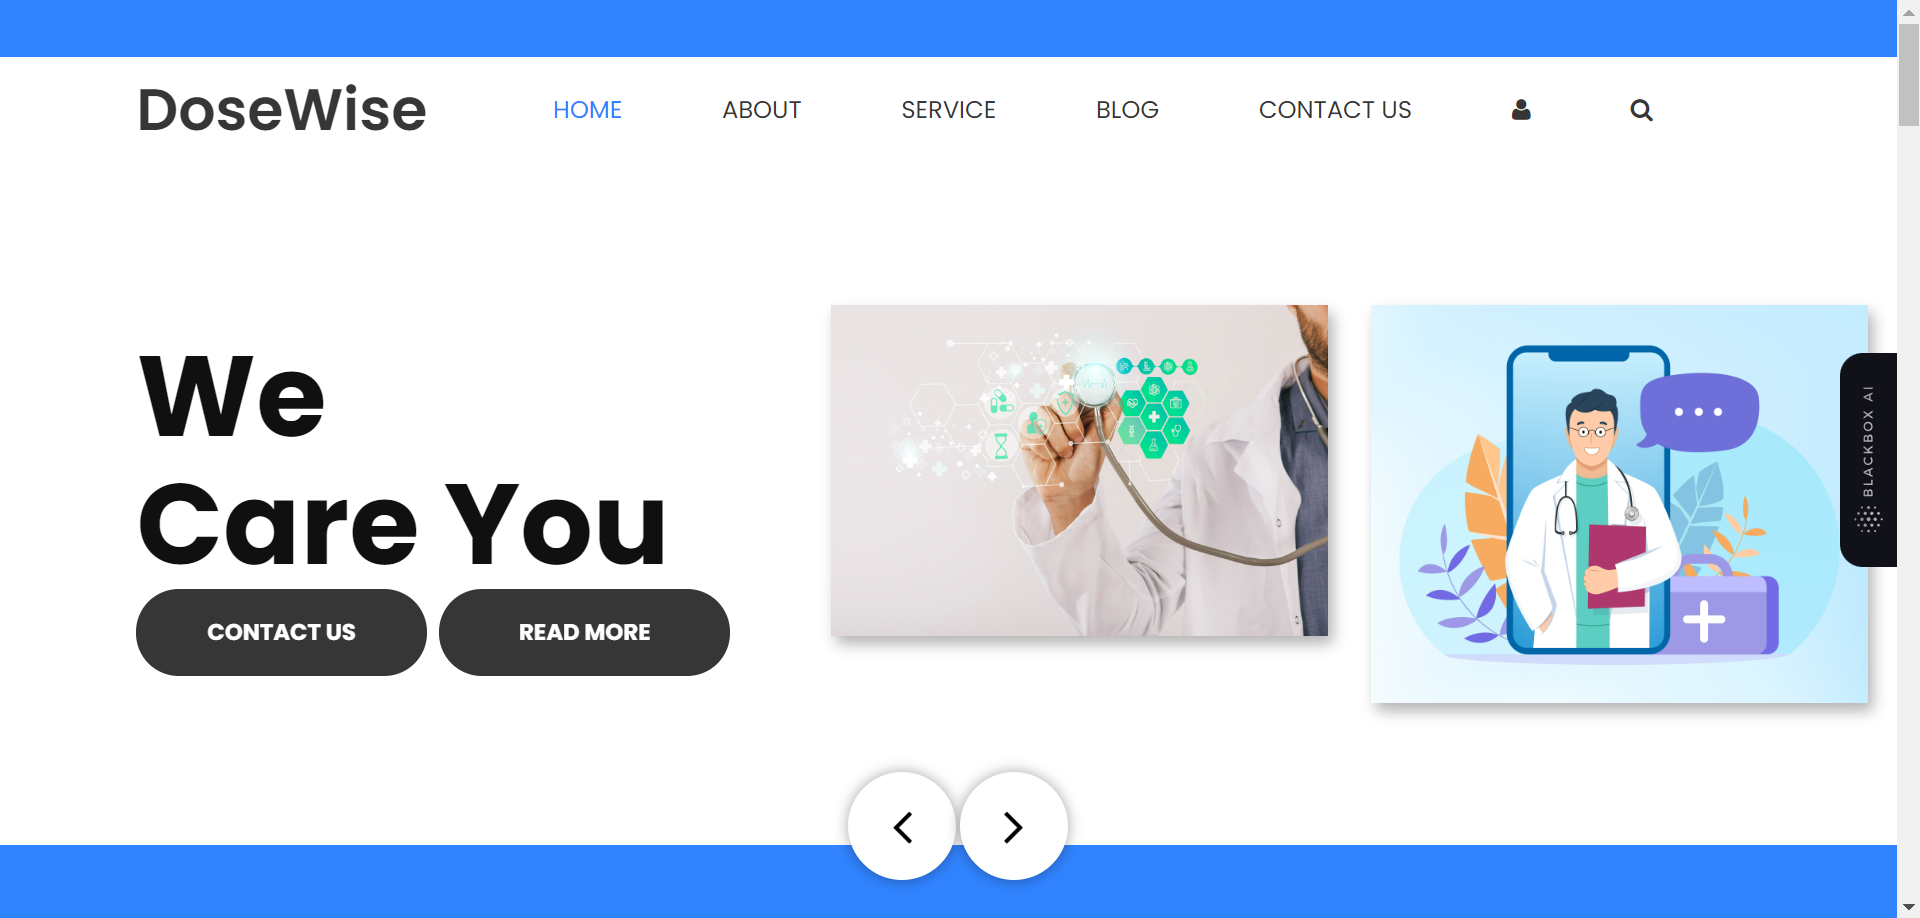 DoseWise
HOME
ABOUT
SERVICE
BLOG
CONTACT US
We
Care You
CONTACT US
READ MORE
BLACKBOX AI